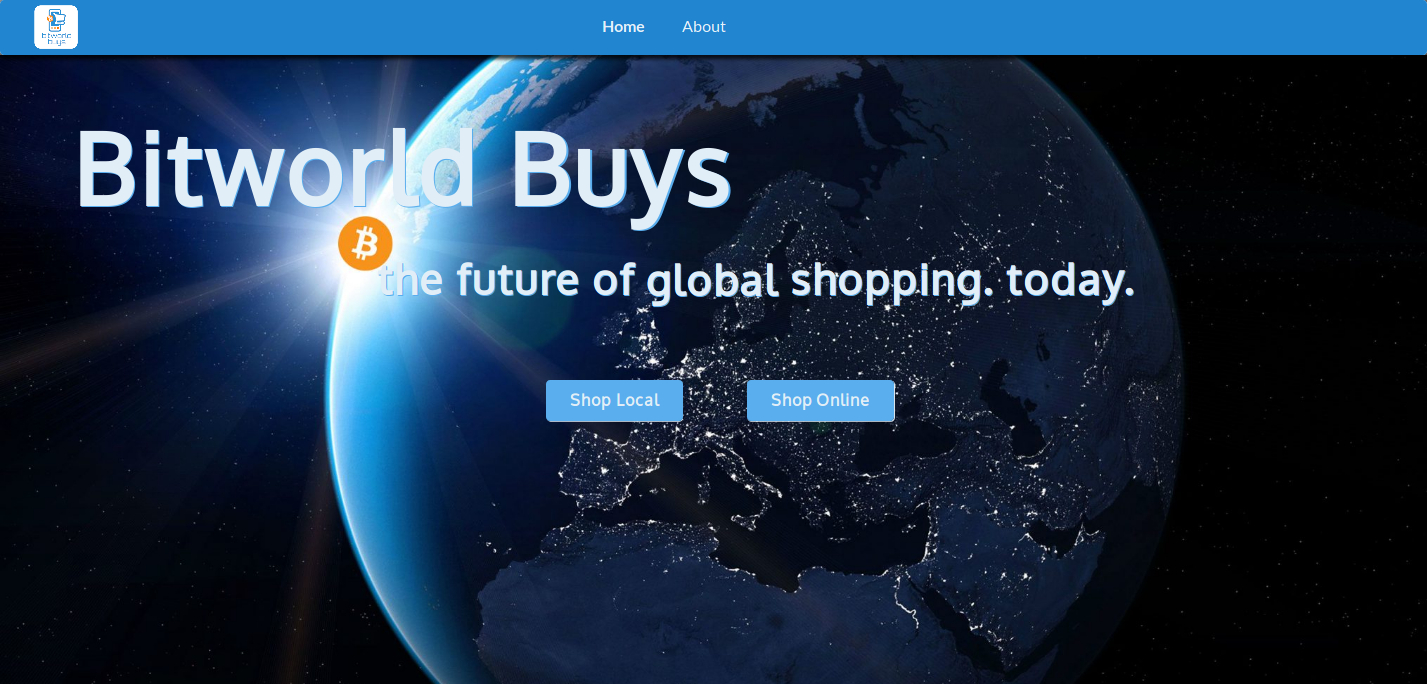 bitworld
buys
Home About
Bitworld Buys
the future of global shopping. today.
Shop Local Shop Online